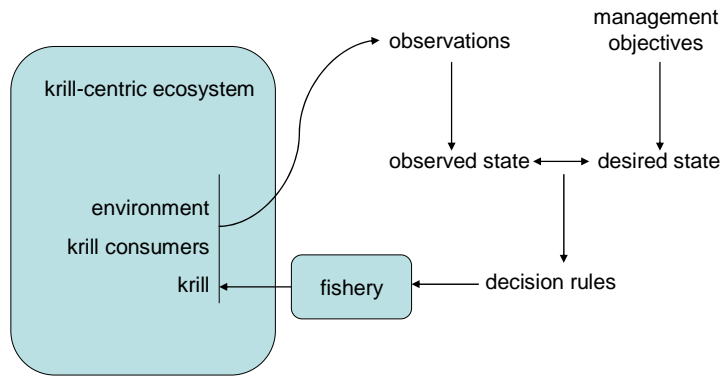 management
objectives
observations
krill-centric ecosystem
observed state
desired state
environment
krill consumers
krill
fishery
decision rules